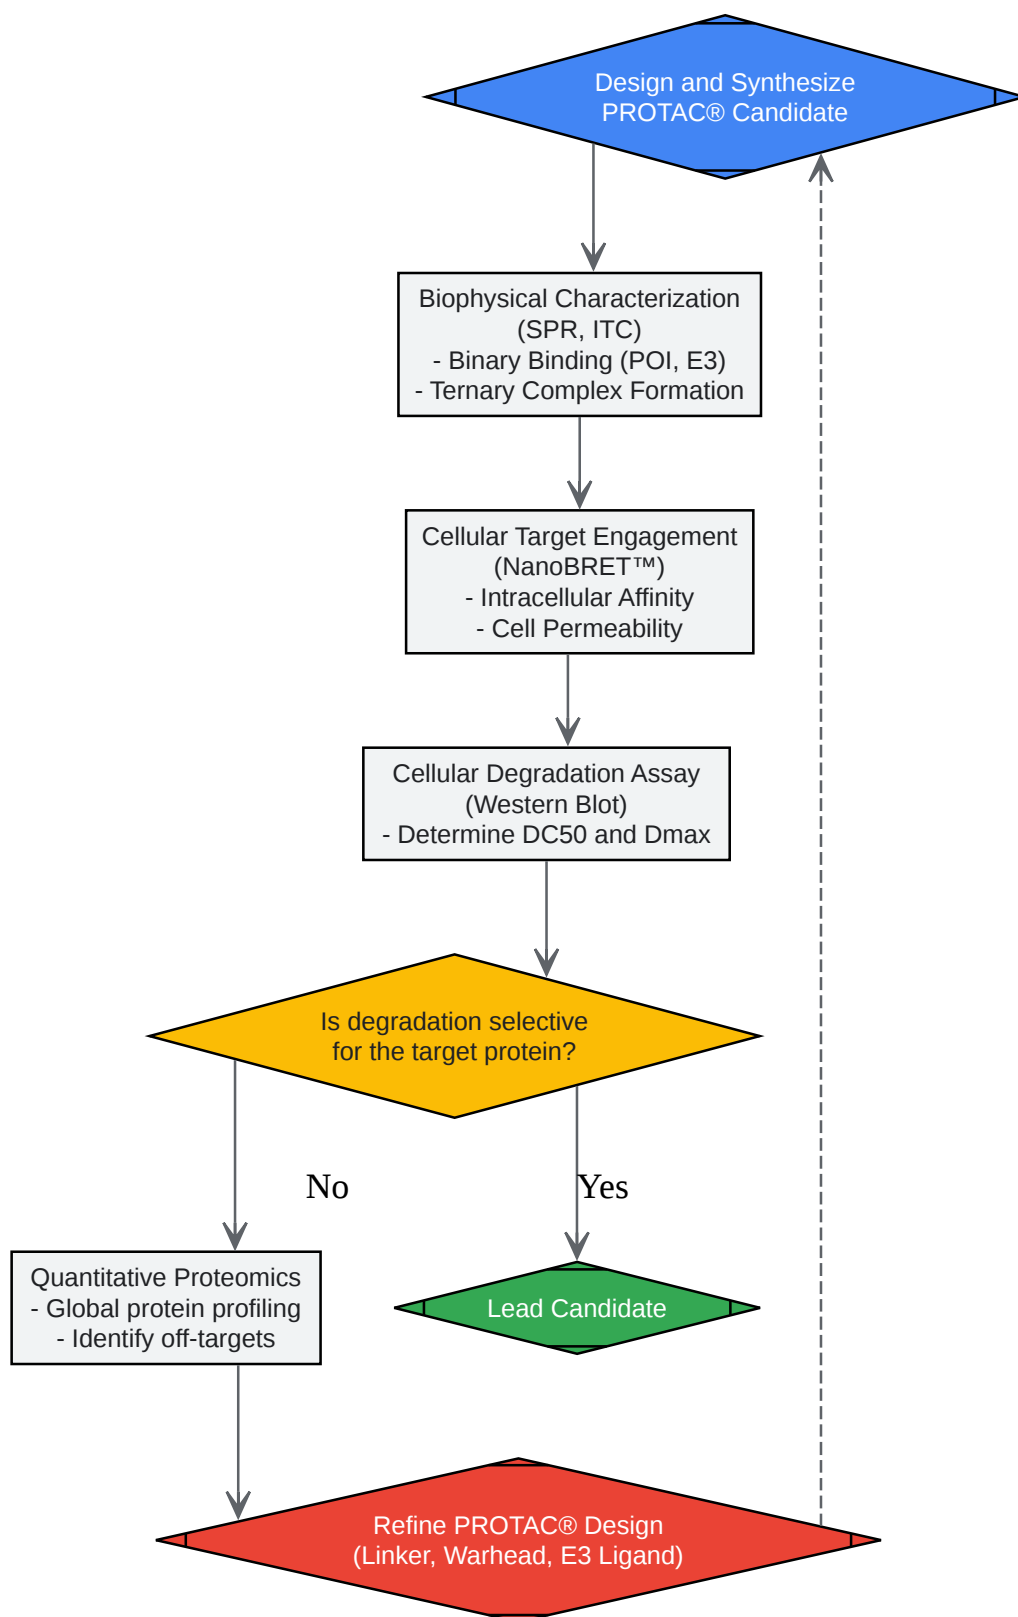 Design and Synthesize
PROTAC® Candidate
Biophysical Characterization
(SPR, ITC)
- Binary Binding (POI, E3)
- Ternary Complex Formation
Cellular Target Engagement
(NanoBRET™)
- Intracellular Affinity
- Cell Permeability
Cellular Degradation Assay
(Western Blot)
- Determine DC50 and Dmax
Is degradation selective
for the target protein?
No
Yes
Quantitative Proteomics
- Global protein profiling
- Identify off-targets
Lead Candidate
Refine PROTAC® Design
(Linker, Warhead, E3 Ligand)